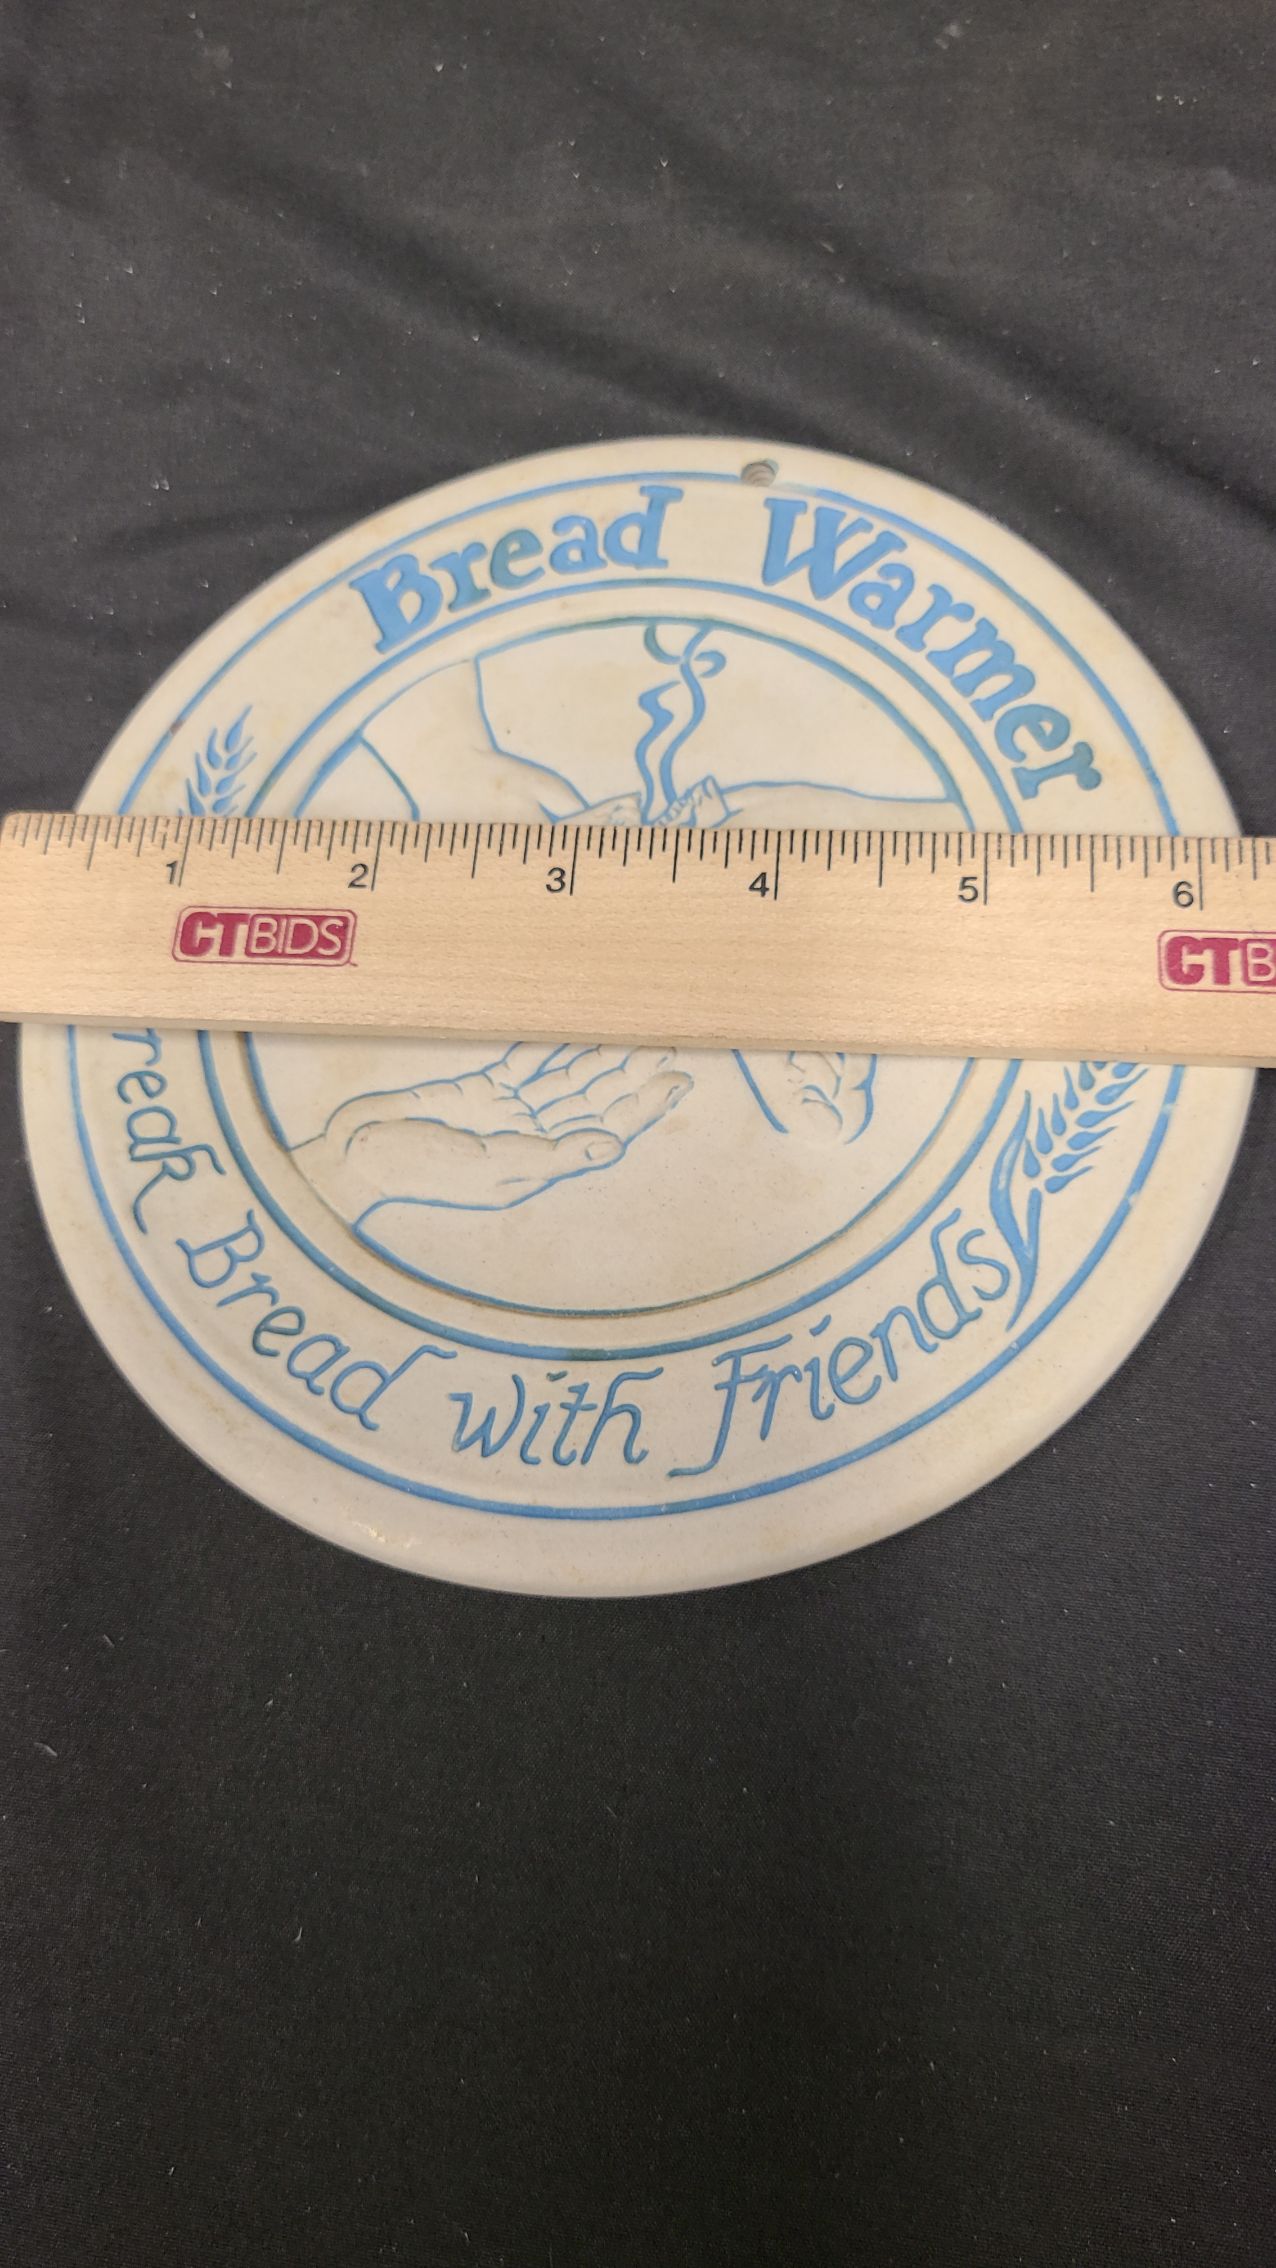 Bread Warmer
1 2 3 4 5 6
CTBIDS CTB
reak Bread with Friends